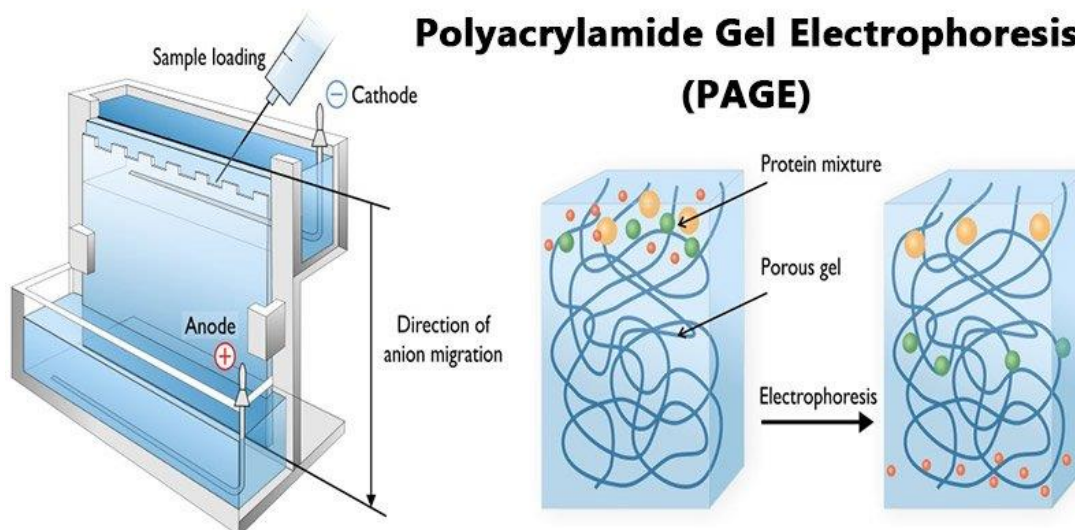 Polyacrylamide Gel Electrophoresis
(PAGE)
Sample loading
− Cathode
Anode
+
Direction of
anion migration
Protein mixture
Porous gel
Electrophoresis